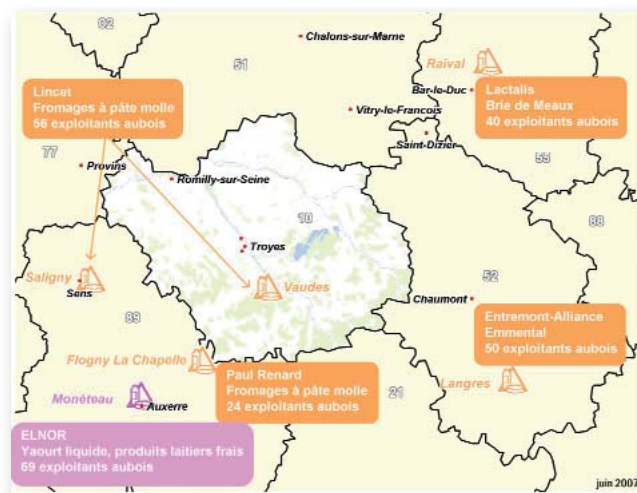 02
Chalons-sur-Marne
51
Raival
Bar-le-Duc
Lincet
Fromages à pâte molle
56 exploitants aubois
Lactalis
Brie de Meaux
40 exploitants aubois
Vitry-le-Francois
Saint-Dizier
77
Provins
55
Romilly-sur-Seine
10
88
Troyes
52
Saligny
Sens
Vaudes
Chaumont
89
Entremont-Alliance
Emmental
50 exploitants aubois
Flogny La Chapelle
Paul Renard
Fromages à pâte molle
24 exploitants aubois
21
Langres
Monéteau
Auxerre
ELNOR
Yaourt liquide, produits laitiers frais
69 exploitants aubois
juin 2007